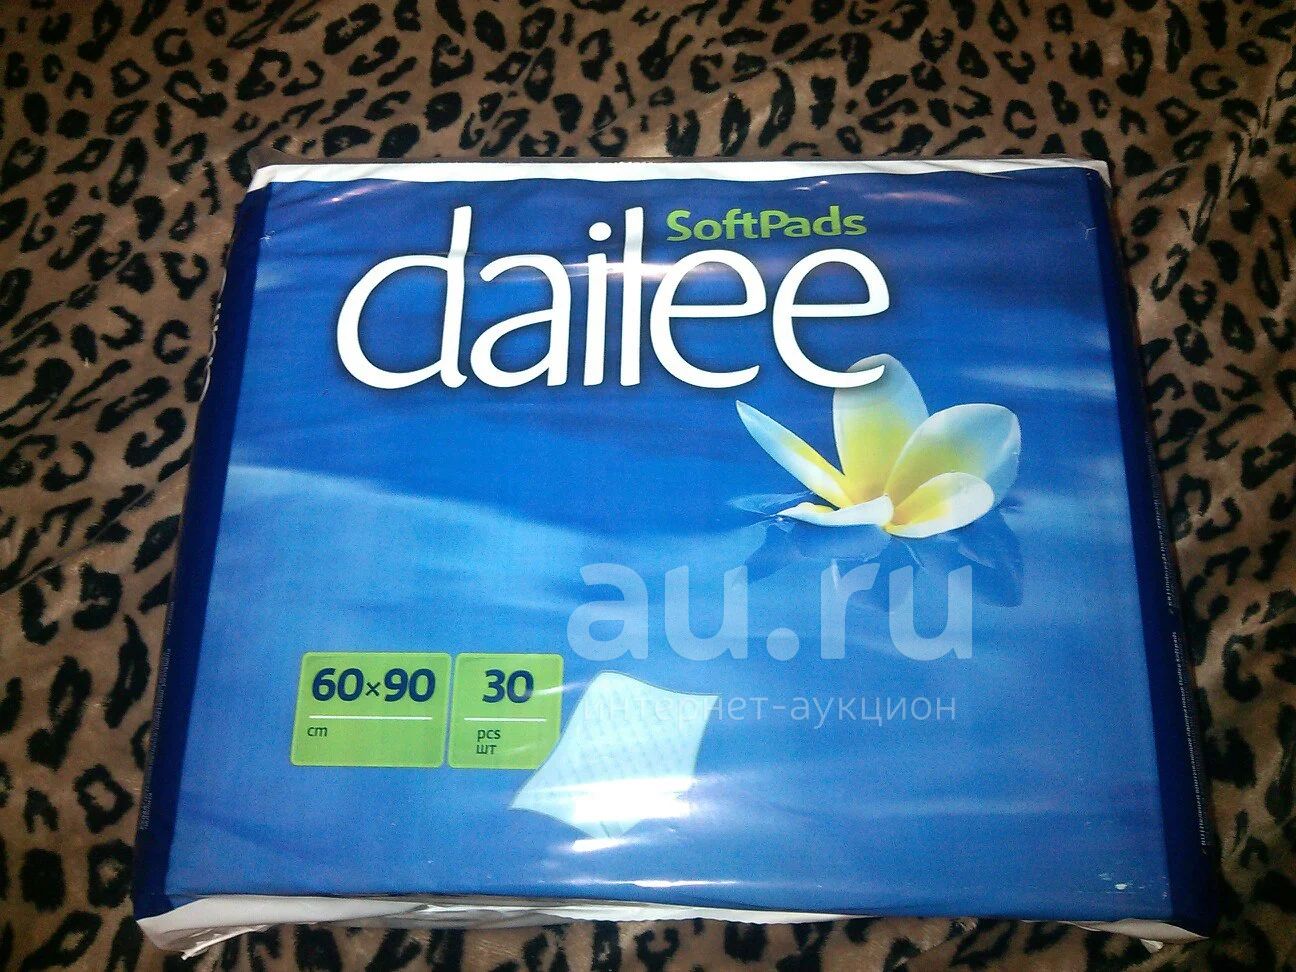 SoftPads
dailee
au.ru
интернет-аукцион
60×90
cm
30
pcs
шт